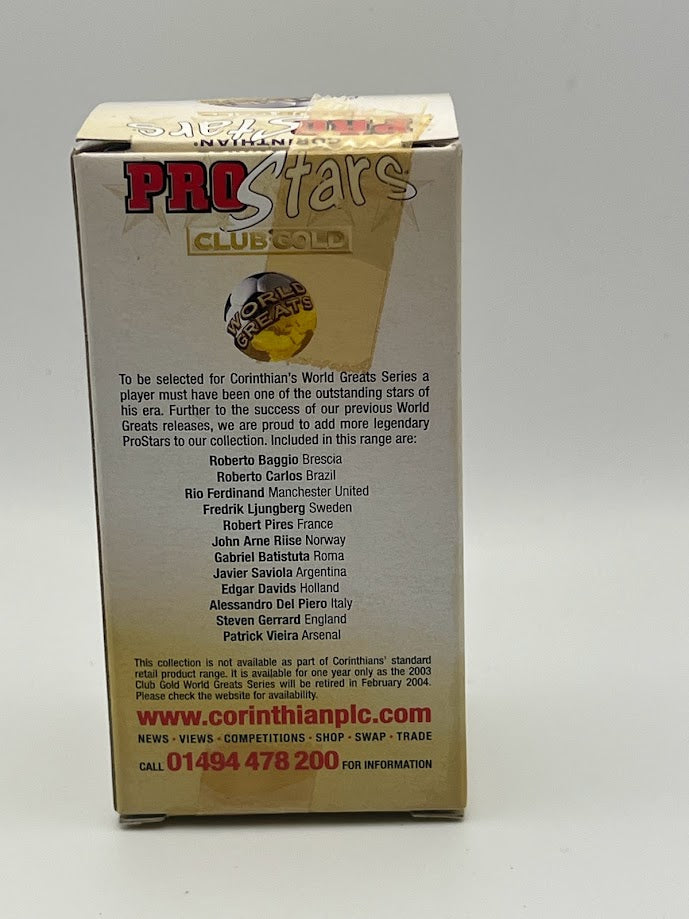 PROStars
CORINTHIAN
PROStars
CLUB GOLD
WORLD
GREATS
To be selected for Corinthian's World Greats Series a
player must have been one of the outstanding stars of
his era. Further to the success of our previous World
Greats releases, we are proud to add more legendary
ProStars to our collection. Included in this range are:
Roberto Baggio Brescia
Roberto Carlos Brazil
Rio Ferdinand Manchester United
Fredrik Ljungberg Sweden
Robert Pires France
John Arne Riise Norway
Gabriel Batistuta Roma
Javier Saviola Argentina
Edgar Davids Holland
Alessandro Del Piero Italy
Steven Gerrard England
Patrick Vieira Arsenal
This collection is not available as part of Corinthians' standard
retail product range. It is available for one year only as the 2003
Club Gold World Greats Series will be retired in February 2004.
Please check the website for availability.
www.corinthianplc.com
NEWS • VIEWS • COMPETITIONS • SHOP • SWAP • TRADE
CALL 01494 478 200 FOR INFORMATION